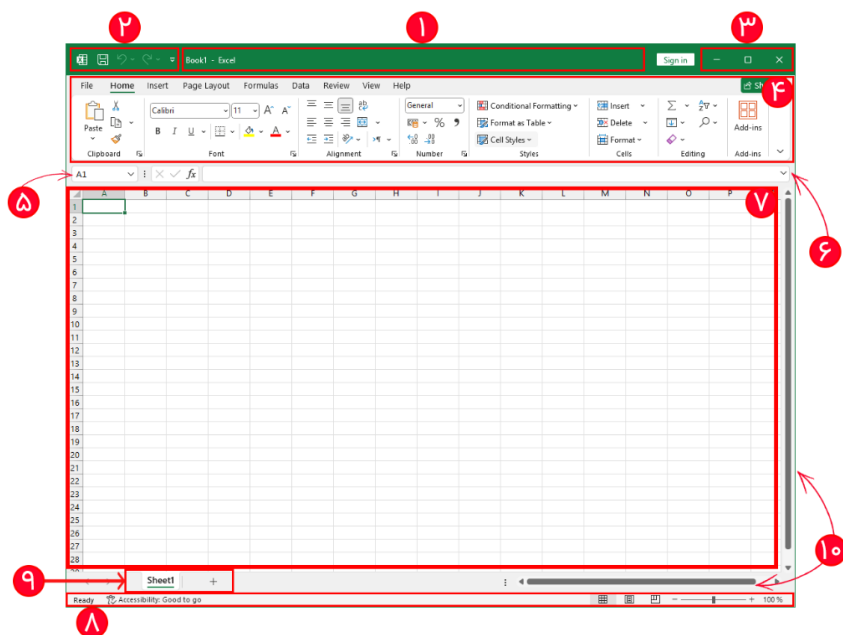 ۲ ۱ ۳
Book1 - Excel Sign in
File Home Insert Page Layout Formulas Data Review View Help Sh ۴
Calibri 11 A^ Aˇ General Conditional Formatting Insert
Paste B I U A ab % 9 Format as Table Delete Add-ins
Cell Styles Format
Clipboard Font Alignment Number Styles Cells Editing Add-ins
۵ A1 fx ۶
A B C D E F G H I J K L M N O P ۷
1
2
3
4
5
6
7
8
9
10
11
12
13
14
15
16
17
18
19
20
21
22
23
24
25
26
27
28
۱۰
۹ Sheet1 +
Ready Accessibility: Good to go - + 100 %
۸